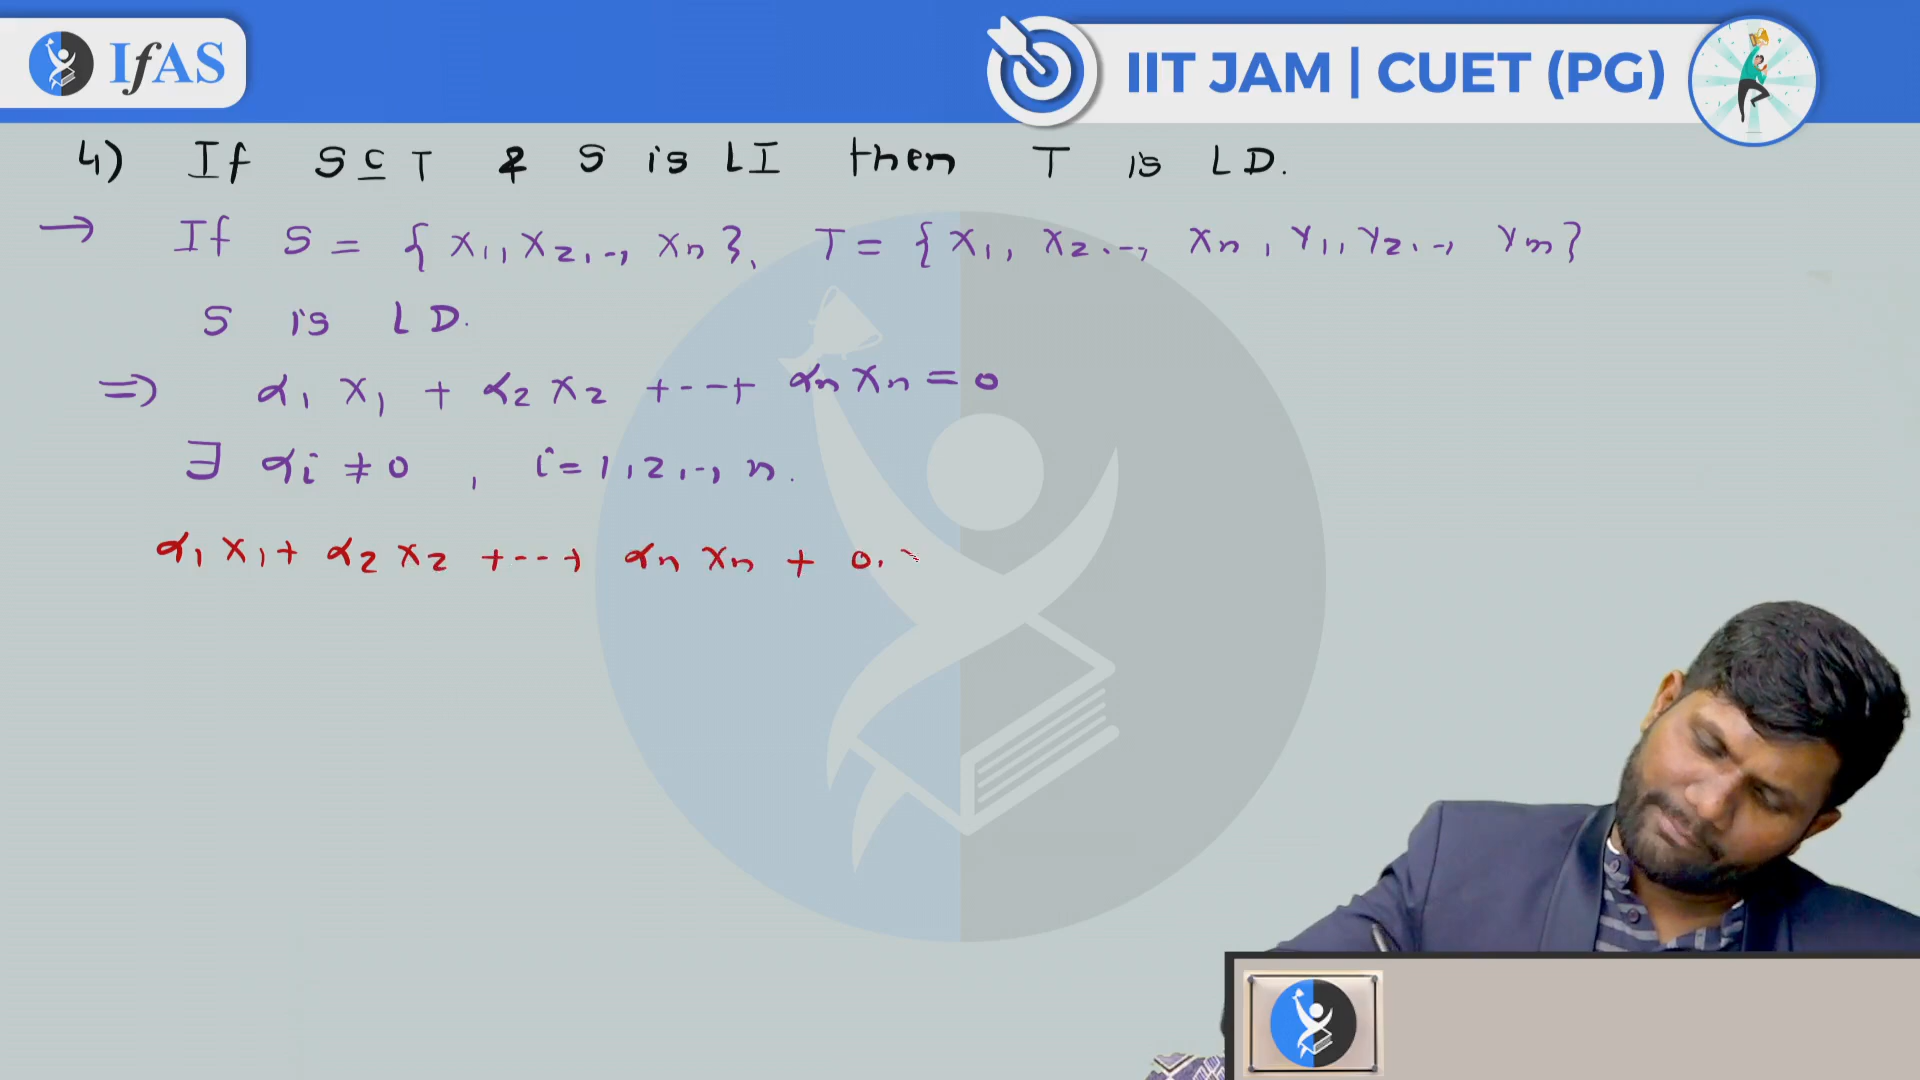 IfAS
IIT JAM | CUET (PG)
4) If S ⊆ T & S is LI then T is LD.
→ If S = { x₁, x₂, .., xₙ }, T = { x₁, x₂, .., xₙ, y₁, y₂, .., yₘ }
S is LD.
⇒ α₁ x₁ + α₂ x₂ + --- + αₙ xₙ = 0
∃ αi ≠ 0 , i = 1, 2, .., n.
α₁ x₁ + α₂ x₂ + --- + αₙ xₙ + 0.